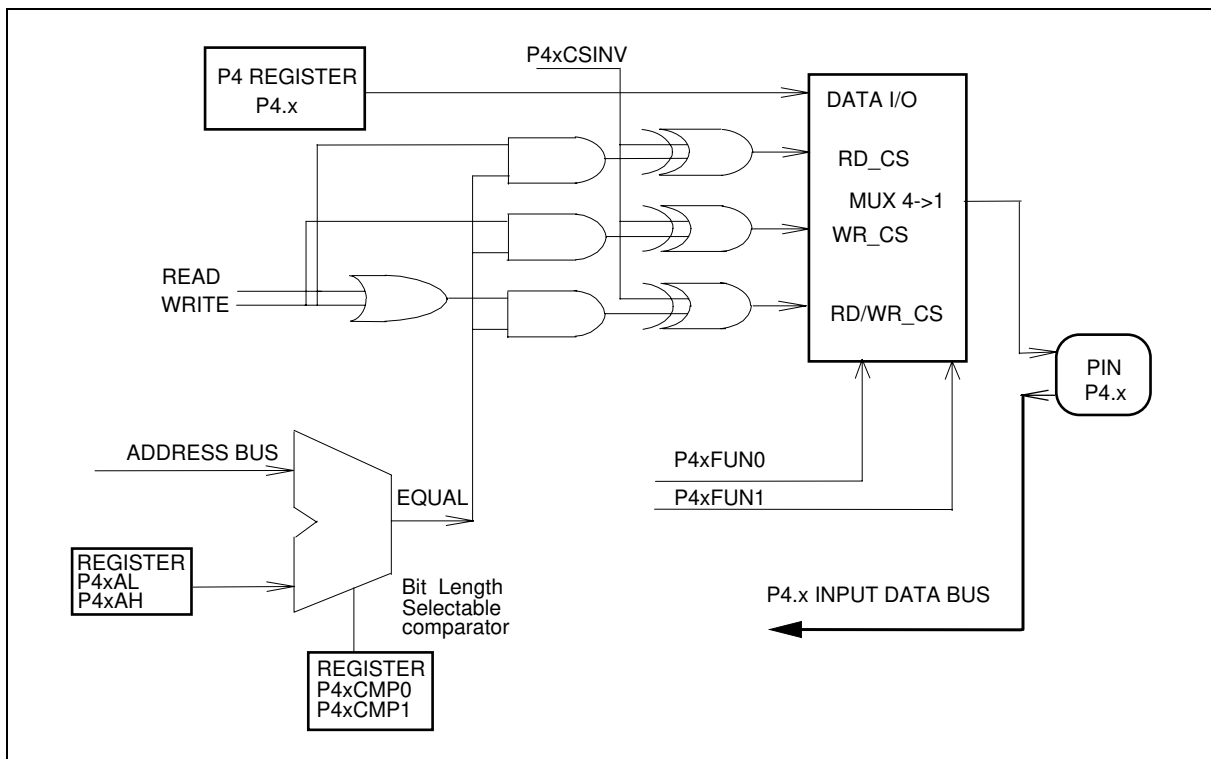 P4xCSINV
P4 REGISTER
P4.x
DATA I/O
RD_CS
MUX 4->1
WR_CS
READ
WRITE
RD/WR_CS
PIN
P4.x
ADDRESS BUS
P4xFUN0
EQUAL
P4xFUN1
REGISTER
P4xAL
P4xAH
Bit Length
Selectable
comparator
P4.x INPUT DATA BUS
REGISTER
P4xCMP0
P4xCMP1